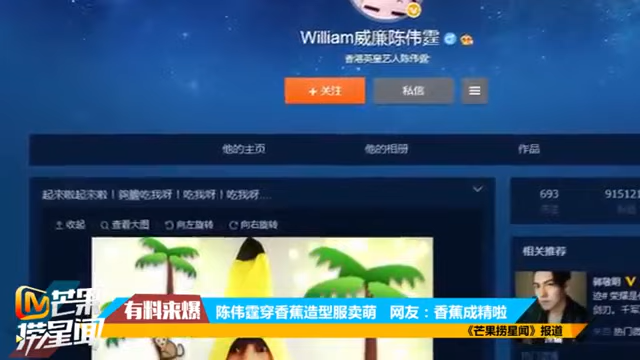 William威廉陈伟霆
香港英皇艺人陈伟霆
+ 关注
私信
他的主页
他的相册
作品
起來啦起來啦！夠膽吃我呀！吃我呀！吃我呀....
收起
查看大图
向左旋转
向右旋转
693
915121
相关推荐
有料来爆
陈伟霆穿香蕉造型服卖萌 网友：香蕉成精啦
《芒果捞星闻》报道
芒果
捞星闻